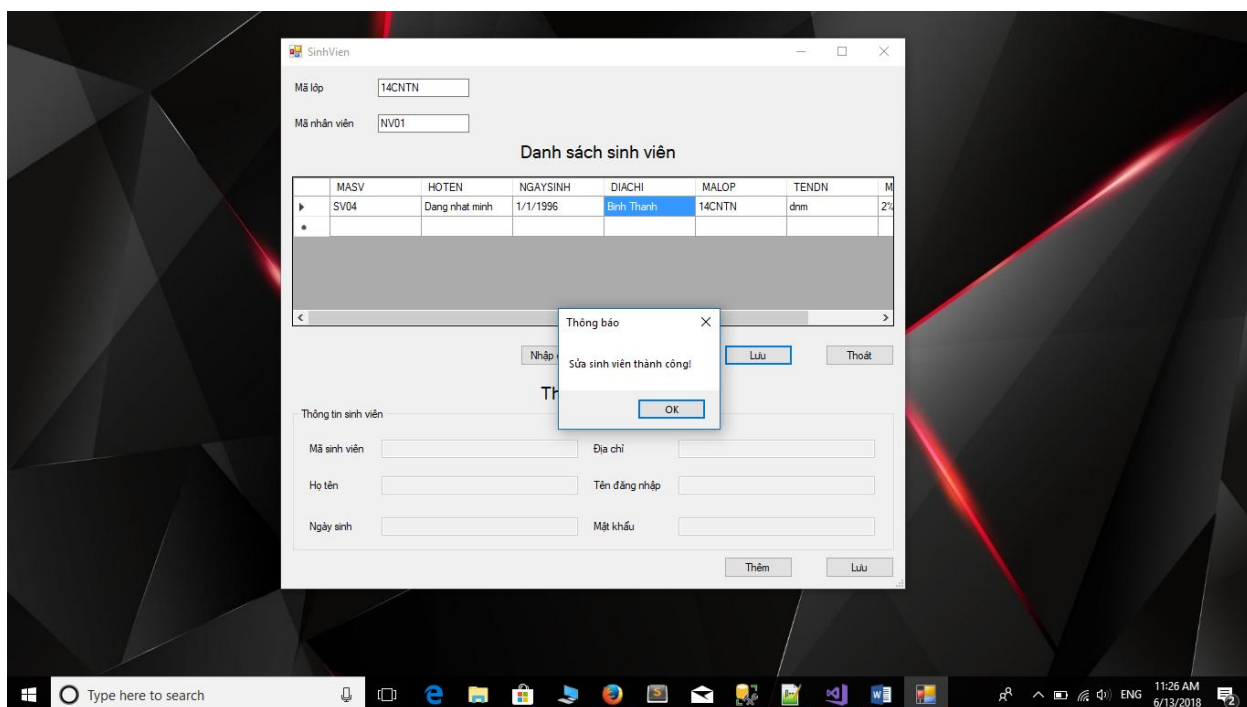 SinhVien
Mã lớp 14CNTN
Mã nhân viên NV01
Danh sách sinh viên
MASV HOTEN NGAYSINH DIACHI MALOP TENDN M
SV04 Dang nhat minh 1/1/1996 Binh Thanh 14CNTN dnm
Thông báo
Sửa sinh viên thành công!
OK
Nhập Lưu Thoát
Th
Thông tin sinh viên
Mã sinh viên Địa chỉ
Họ tên Tên đăng nhập
Ngày sinh Mật khẩu
Thêm Lưu
Type here to search ENG 11:26 AM
6/13/2018